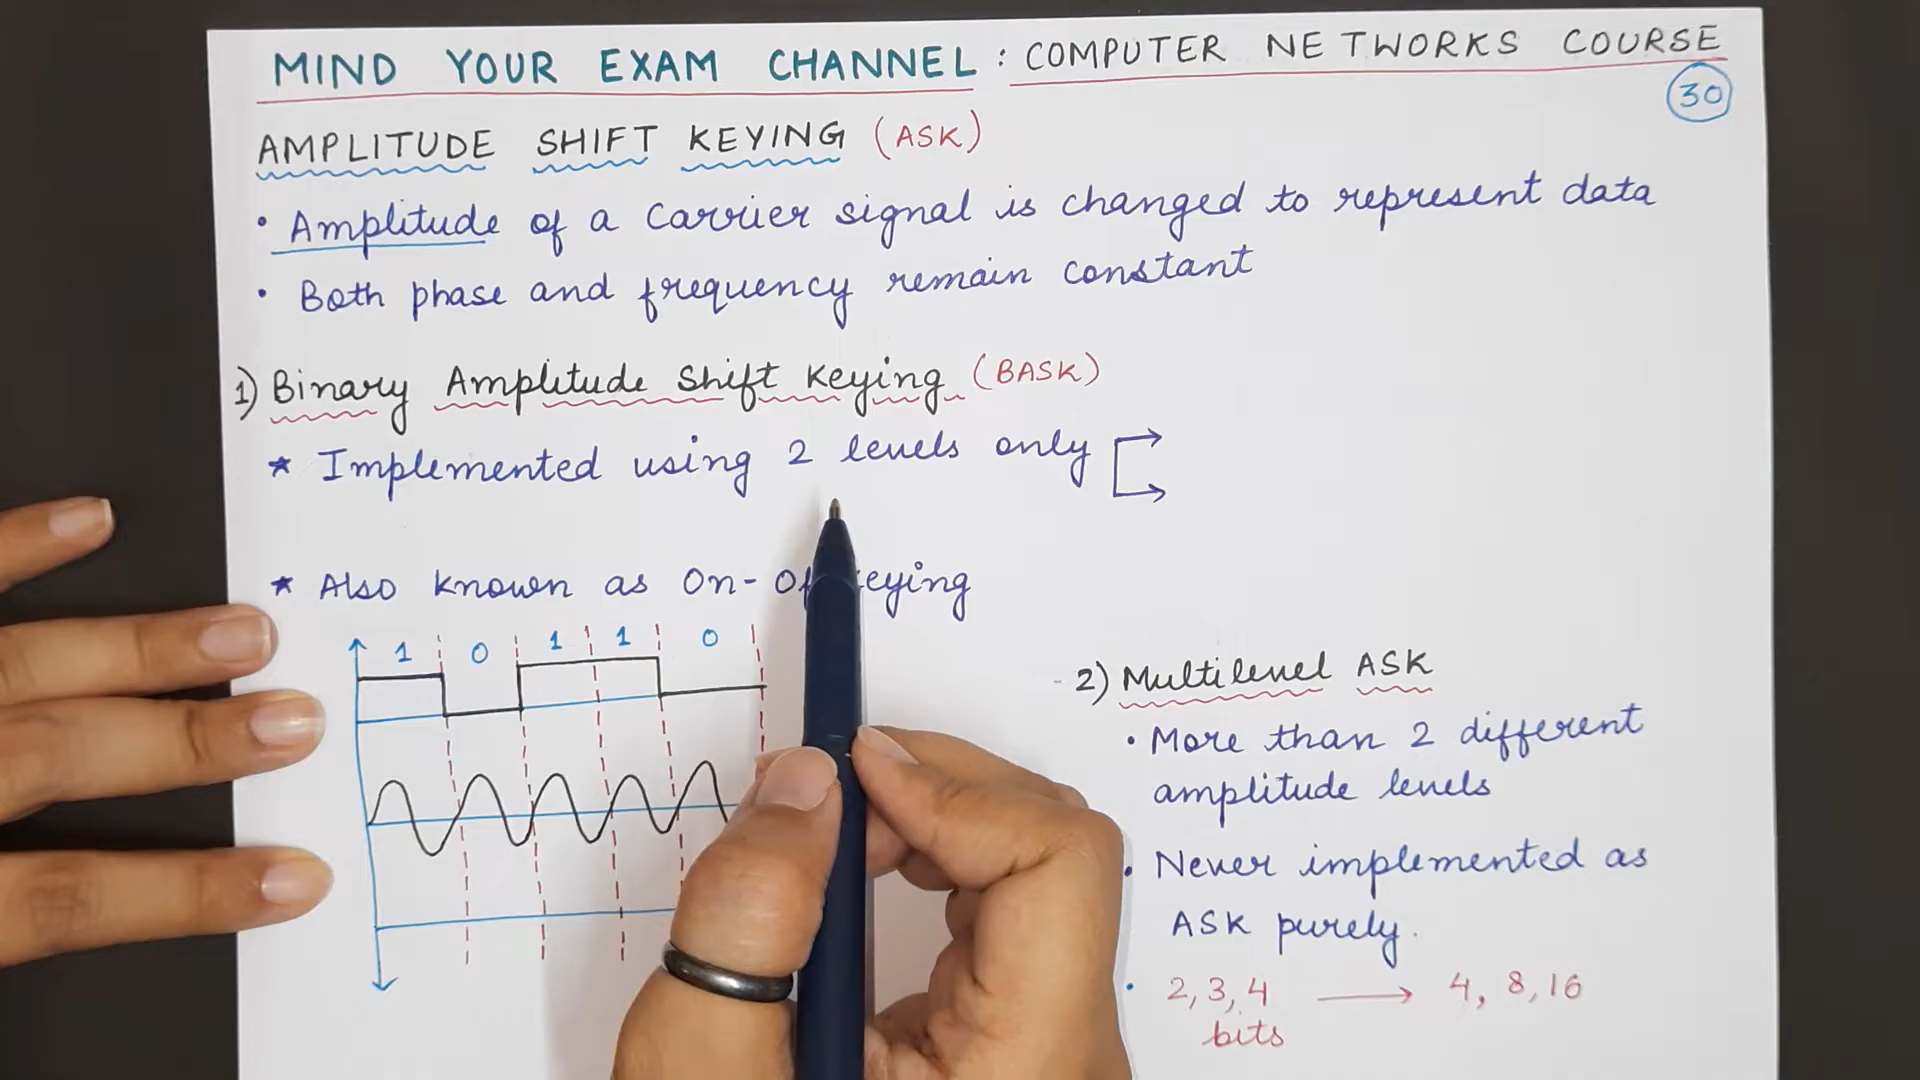 MIND YOUR EXAM CHANNEL : COMPUTER NETWORKS COURSE
30
AMPLITUDE SHIFT KEYING (ASK)
• Amplitude of a carrier signal is changed to represent data
• Both phase and frequency remain constant
1) Binary Amplitude Shift Keying (BASK)
★ Implemented using 2 levels only
★ Also known as On-
1 0 1 1 0
2) Multilevel ASK
• More than 2 different
amplitude levels
• Never implemented as
ASK purely.
• 2, 3, 4 → 4, 8, 16
bits